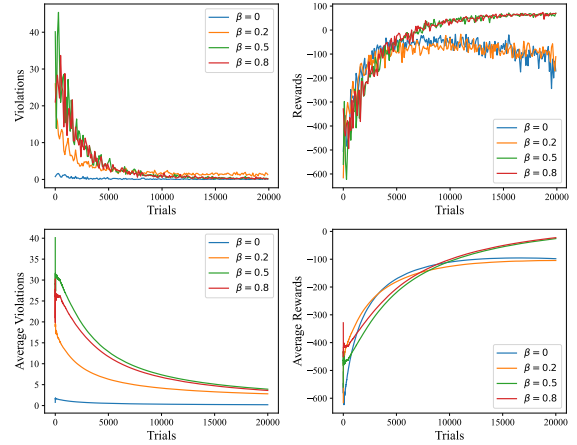 Violations
40
30
20
10
0
0 5000 10000 15000 20000
Trials
β = 0
β = 0.2
β = 0.5
β = 0.8
Rewards
100
0
−100
−200
−300
−400
−500
−600
0 5000 10000 15000 20000
Trials
β = 0
β = 0.2
β = 0.5
β = 0.8
Average Violations
40
35
30
25
20
15
10
5
0
0 5000 10000 15000 20000
Trials
β = 0
β = 0.2
β = 0.5
β = 0.8
Average Rewards
0
−100
−200
−300
−400
−500
−600
0 5000 10000 15000 20000
Trials
β = 0
β = 0.2
β = 0.5
β = 0.8